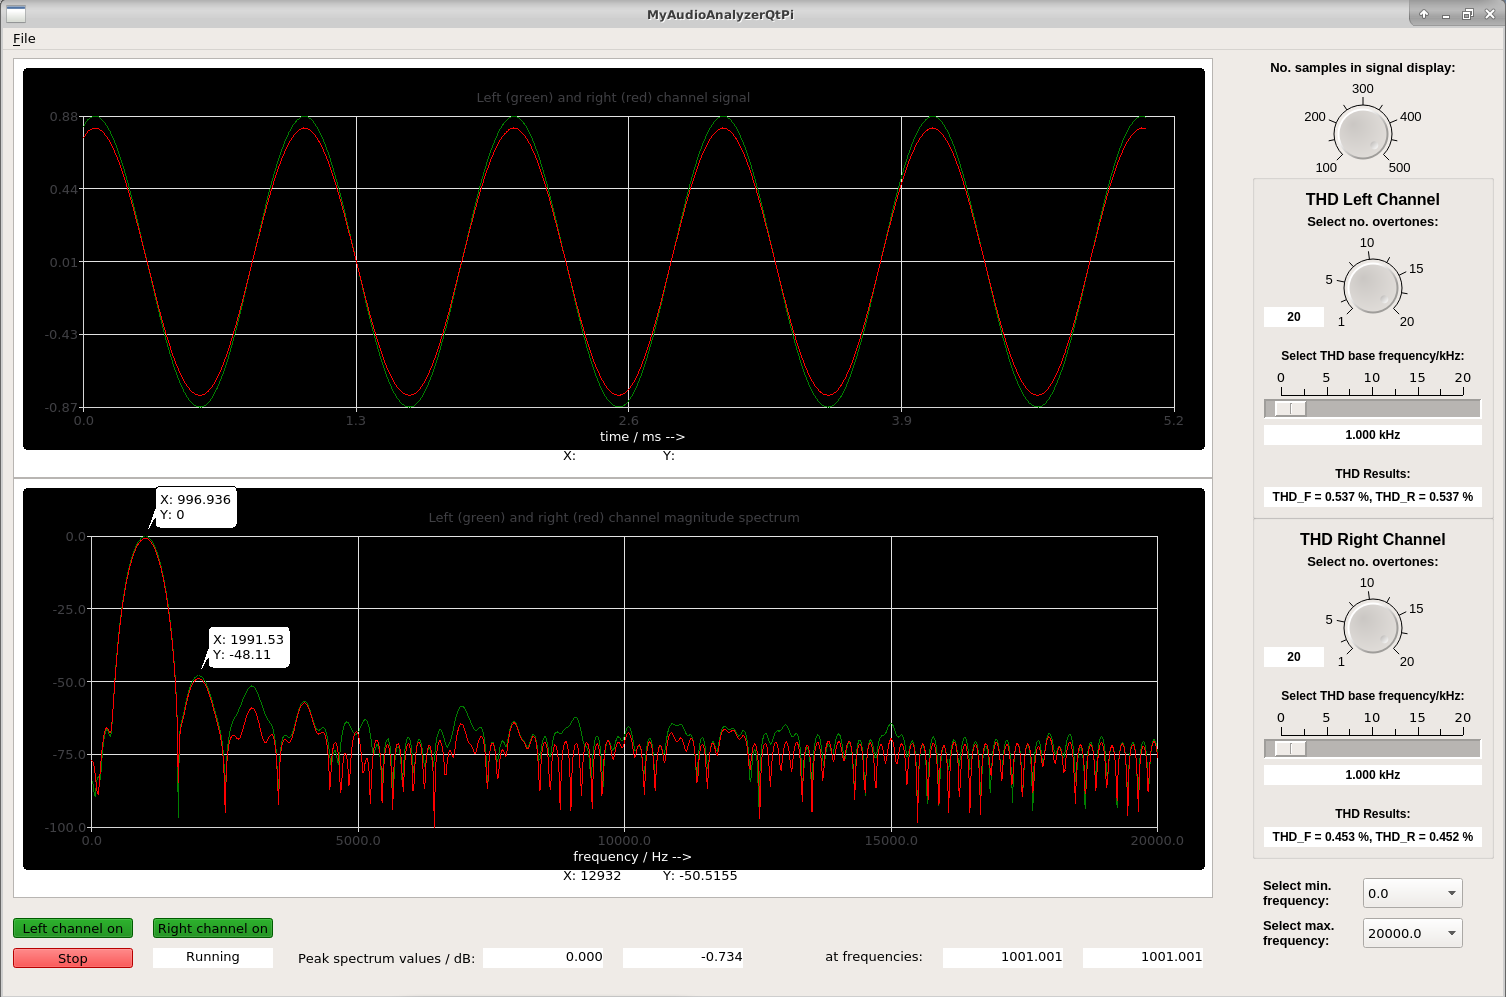 MyAudioAnalyzerQtPi
File
Left (green) and right (red) channel signal
0.88
0.44
0.01
-0.43
-0.87
0.0
1.3
2.6
3.9
5.2
time / ms -->
X:
Y:
X: 996.936
Y: 0
Left (green) and right (red) channel magnitude spectrum
X: 1991.53
Y: -48.11
0.0
-25.0
-50.0
-75.0
-100.0
0.0
5000.0
10000.0
15000.0
20000.0
frequency / Hz -->
X: 12932
Y: -50.5155
No. samples in signal display:
300
200
400
100
500
THD Left Channel
Select no. overtones:
10
5
15
1
20
20
Select THD base frequency/kHz:
0 5 10 15 20
1.000 kHz
THD Results:
THD_F = 0.537 %, THD_R = 0.537 %
THD Right Channel
Select no. overtones:
10
5
15
1
20
20
Select THD base frequency/kHz:
0 5 10 15 20
1.000 kHz
THD Results:
THD_F = 0.453 %, THD_R = 0.452 %
Select min.
frequency:
0.0
Select max.
frequency:
20000.0
Left channel on
Right channel on
Stop
Running
Peak spectrum values / dB:
0.000
-0.734
at frequencies:
1001.001
1001.001